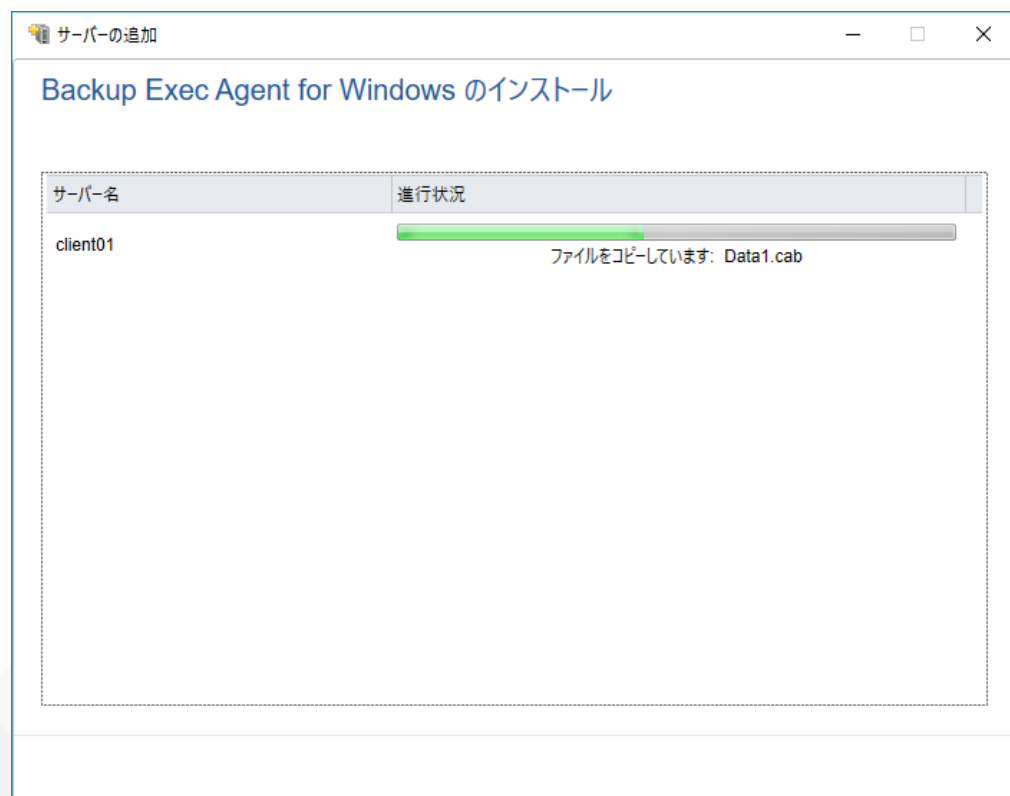 サーバーの追加
Backup Exec Agent for Windows のインストール
サーバー名 進行状況
client01
ファイルをコピーしています: Data1.cab